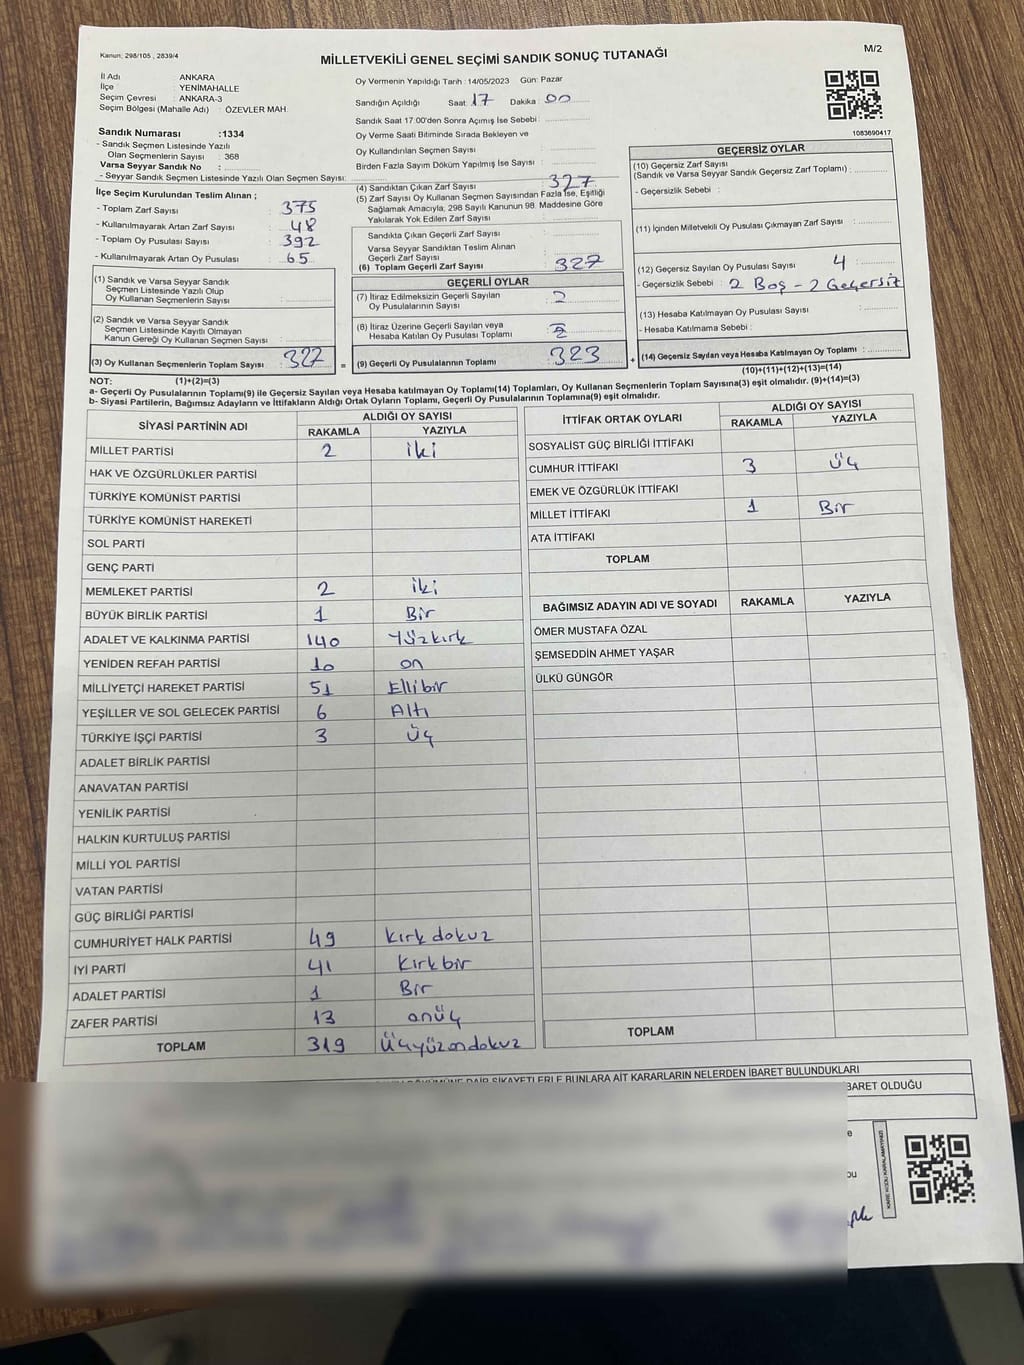 Kanun: 298/105 , 2839/4
MİLLETVEKİLİ GENEL SEÇİMİ SANDIK SONUÇ TUTANAĞI
M/2
İl Adı ANKARA
İlçe : YENİMAHALLE
Seçim Çevresi : ANKARA-3
Seçim Bölgesi (Mahalle Adı) : ÖZEVLER MAH.
Oy Vermenin Yapıldığı Tarih : 14/05/2023 Gün: Pazar
Sandığın Açıldığı Saat : 17 Dakika : 00
Sandık Saat 17:00'den Sonra Açımış İse Sebebi :
Oy Verme Saati Bitiminde Sırada Bekleyen ve
Oy Kullandırılan Seçmen Sayısı :
Birden Fazla Sayım Döküm Yapılmış İse Sayısı :
1083690417
Sandık Numarası :1334
- Sandık Seçmen Listesinde Yazılı
Olan Seçmenlerin Sayısı : 368
Varsa Seyyar Sandık No :
- Seyyar Sandık Seçmen Listesinde Yazılı Olan Seçmen Sayısı:
İlçe Seçim Kurulundan Teslim Alınan ;
- Toplam Zarf Sayısı : 375
- Kullanılmayarak Artan Zarf Sayısı : 48
- Toplam Oy Pusulası Sayısı : 392
- Kullanılmayarak Artan Oy Pusulası : 65
(1) Sandık ve Varsa Seyyar Sandık
Seçmen Listesinde Yazılı Olup
Oy Kullanan Seçmenlerin Sayısı :
(2) Sandık ve Varsa Seyyar Sandık
Seçmen Listesinde Kayıtlı Olmayan
Kanun Gereği Oy Kullanan Seçmen Sayısı :
(3) Oy Kullanan Seçmenlerin Toplam Sayısı : 327 =
(4) Sandıktan Çıkan Zarf Sayısı : 327
(5) Zarf Sayısı Oy Kullanan Seçmen Sayısından Fazla İse, Eşitliği
Sağlamak Amacıyla, 298 Sayılı Kanunun 98. Maddesine Göre
Yakılarak Yok Edilen Zarf Sayısı :
Sandıkta Çıkan Geçerli Zarf Sayısı :
Varsa Seyyar Sandıktan Teslim Alınan
Geçerli Zarf Sayısı :
(6) Toplam Geçerli Zarf Sayısı : 327
GEÇERLİ OYLAR
(7) İtiraz Edilmeksizin Geçerli Sayılan
Oy Pusulalarının Sayısı :
(8) İtiraz Üzerine Geçerli Sayılan veya
Hesaba Katılan Oy Pusulası Toplamı :
(9) Geçerli Oy Pusulalarının Toplamı : 323 +
GEÇERSİZ OYLAR
(10) Geçersiz Zarf Sayısı
(Sandık ve Varsa Seyyar Sandık Geçersiz Zarf Toplamı) :
- Geçersizlik Sebebi :
(11) İçinden Milletvekili Oy Pusulası Çıkmayan Zarf Sayısı :
(12) Geçersiz Sayılan Oy Pusulası Sayısı : 4
- Geçersizlik Sebebi : 2 Boş - 2 Geçersiz
(13) Hesaba Katılmayan Oy Pusulası Sayısı :
- Hesaba Katılmama Sebebi :
(14) Geçersiz Sayılan veya Hesaba Katılmayan Oy Toplamı :
(10)+(11)+(12)+(13)=(14)
NOT: (1)+(2)=(3)
a- Geçerli Oy Pusulalarının Toplamı(9) ile Geçersiz Sayılan veya Hesaba katılmayan Oy Toplamı(14) Toplamları, Oy Kullanan Seçmenlerin Toplam Sayısına(3) eşit olmalıdır. (9)+(14)=(3)
b- Siyasi Partilerin, Bağımsız Adayların ve İttifakların Aldığı Ortak Oyların Toplamı, Geçerli Oy Pusulalarının Toplamına(9) eşit olmalıdır.
SİYASİ PARTİNİN ADI ALDIĞI OY SAYISI
RAKAMLA YAZIYLA
MİLLET PARTİSİ 2 iki
HAK VE ÖZGÜRLÜKLER PARTİSİ
TÜRKİYE KOMÜNİST PARTİSİ
TÜRKİYE KOMÜNİST HAREKETİ
SOL PARTİ
GENÇ PARTİ
MEMLEKET PARTİSİ 2 iki
BÜYÜK BİRLİK PARTİSİ 1 Bir
ADALET VE KALKINMA PARTİSİ 140 Yüzkırk
YENİDEN REFAH PARTİSİ 10 on
MİLLİYETÇİ HAREKET PARTİSİ 51 Ellibir
YEŞİLLER VE SOL GELECEK PARTİSİ 6 Altı
TÜRKİYE İŞÇİ PARTİSİ 3 Üç
ADALET BİRLİK PARTİSİ
ANAVATAN PARTİSİ
YENİLİK PARTİSİ
HALKIN KURTULUŞ PARTİSİ
MİLLİ YOL PARTİSİ
VATAN PARTİSİ
GÜÇ BİRLİĞİ PARTİSİ
CUMHURİYET HALK PARTİSİ 49 kırk dokuz
İYİ PARTİ 41 kırkbir
ADALET PARTİSİ 1 Bir
ZAFER PARTİSİ 13 onüç
TOPLAM 319 Üçyüzondokuz
İTTİFAK ORTAK OYLARI ALDIĞI OY SAYISI
RAKAMLA YAZIYLA
SOSYALİST GÜÇ BİRLİĞİ İTTİFAKI
CUMHUR İTTİFAKI 3 Üç
EMEK VE ÖZGÜRLÜK İTTİFAKI
MİLLET İTTİFAKI 1 Bir
ATA İTTİFAKI
TOPLAM
BAĞIMSIZ ADAYIN ADI VE SOYADI RAKAMLA YAZIYLA
ÖMER MUSTAFA ÖZAL
ŞEMSEDDİN AHMET YAŞAR
ÜLKÜ GÜNGÖR
TOPLAM
DAİR ŞİKAYETLERLE BUNLARA AİT KARARLARIN NELERDEN İBARET BULUNDUKLARI
BARET OLDUĞU
KARE KODU KARALAMAYINIZ!